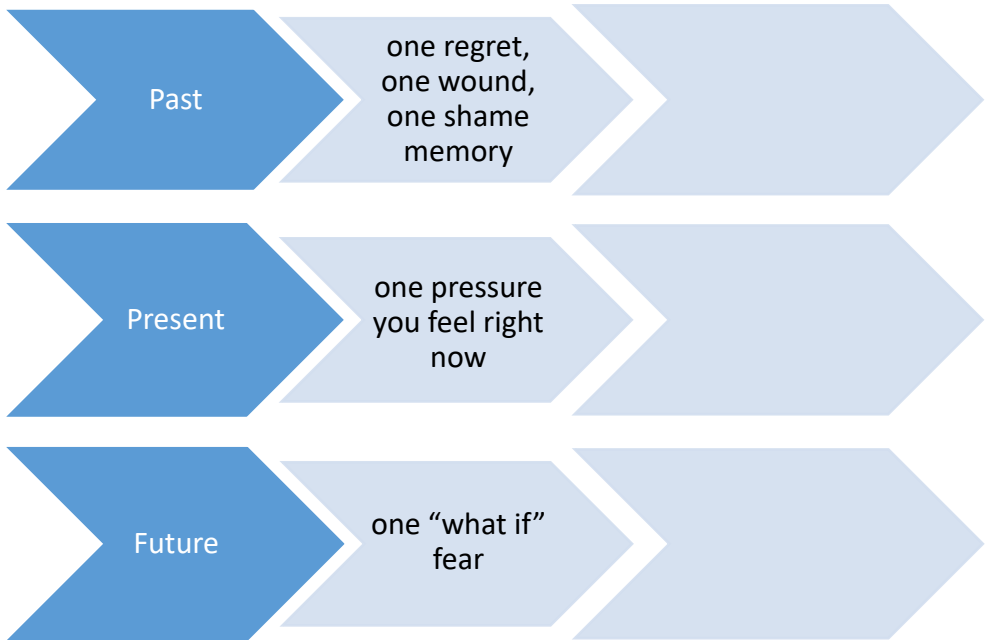 Past
one regret,
one wound,
one shame
memory
Present
one pressure
you feel right
now
Future
one “what if”
fear